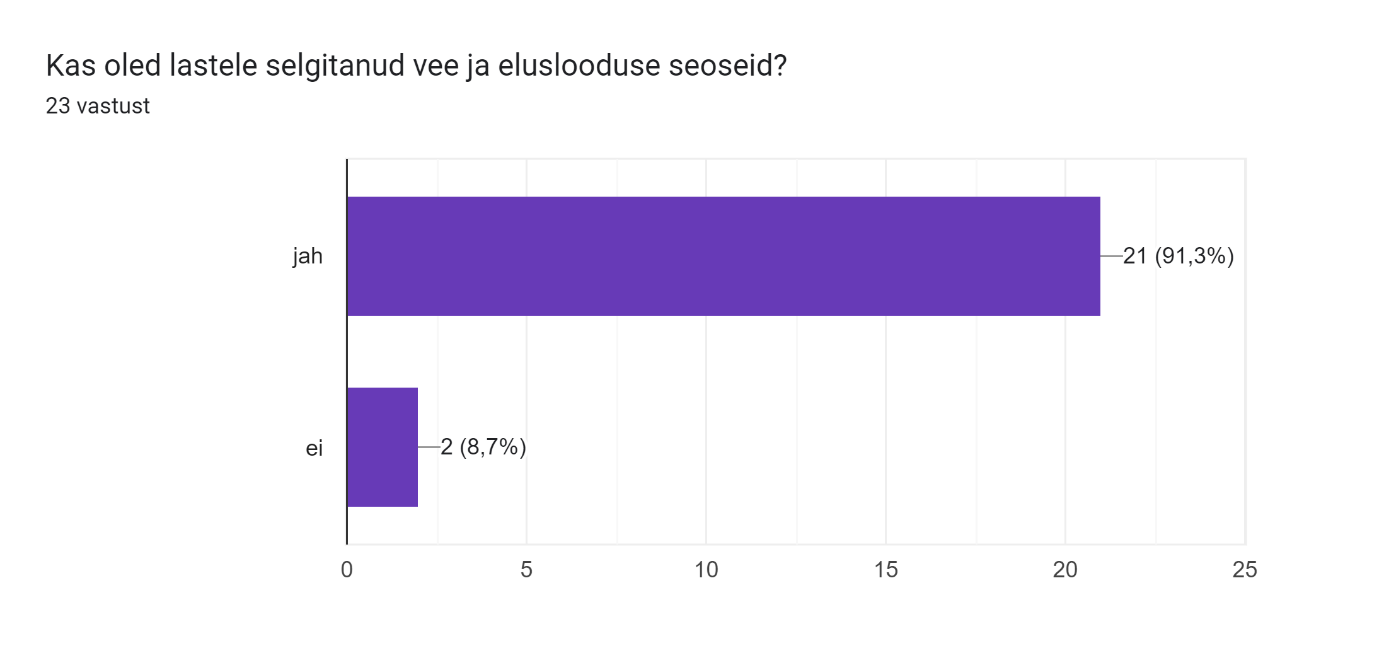 Kas oled lastele selgitanud vee ja eluslooduse seoseid?
23 vastust
jah
21 (91,3%)
ei
2 (8,7%)
0 5 10 15 20 25